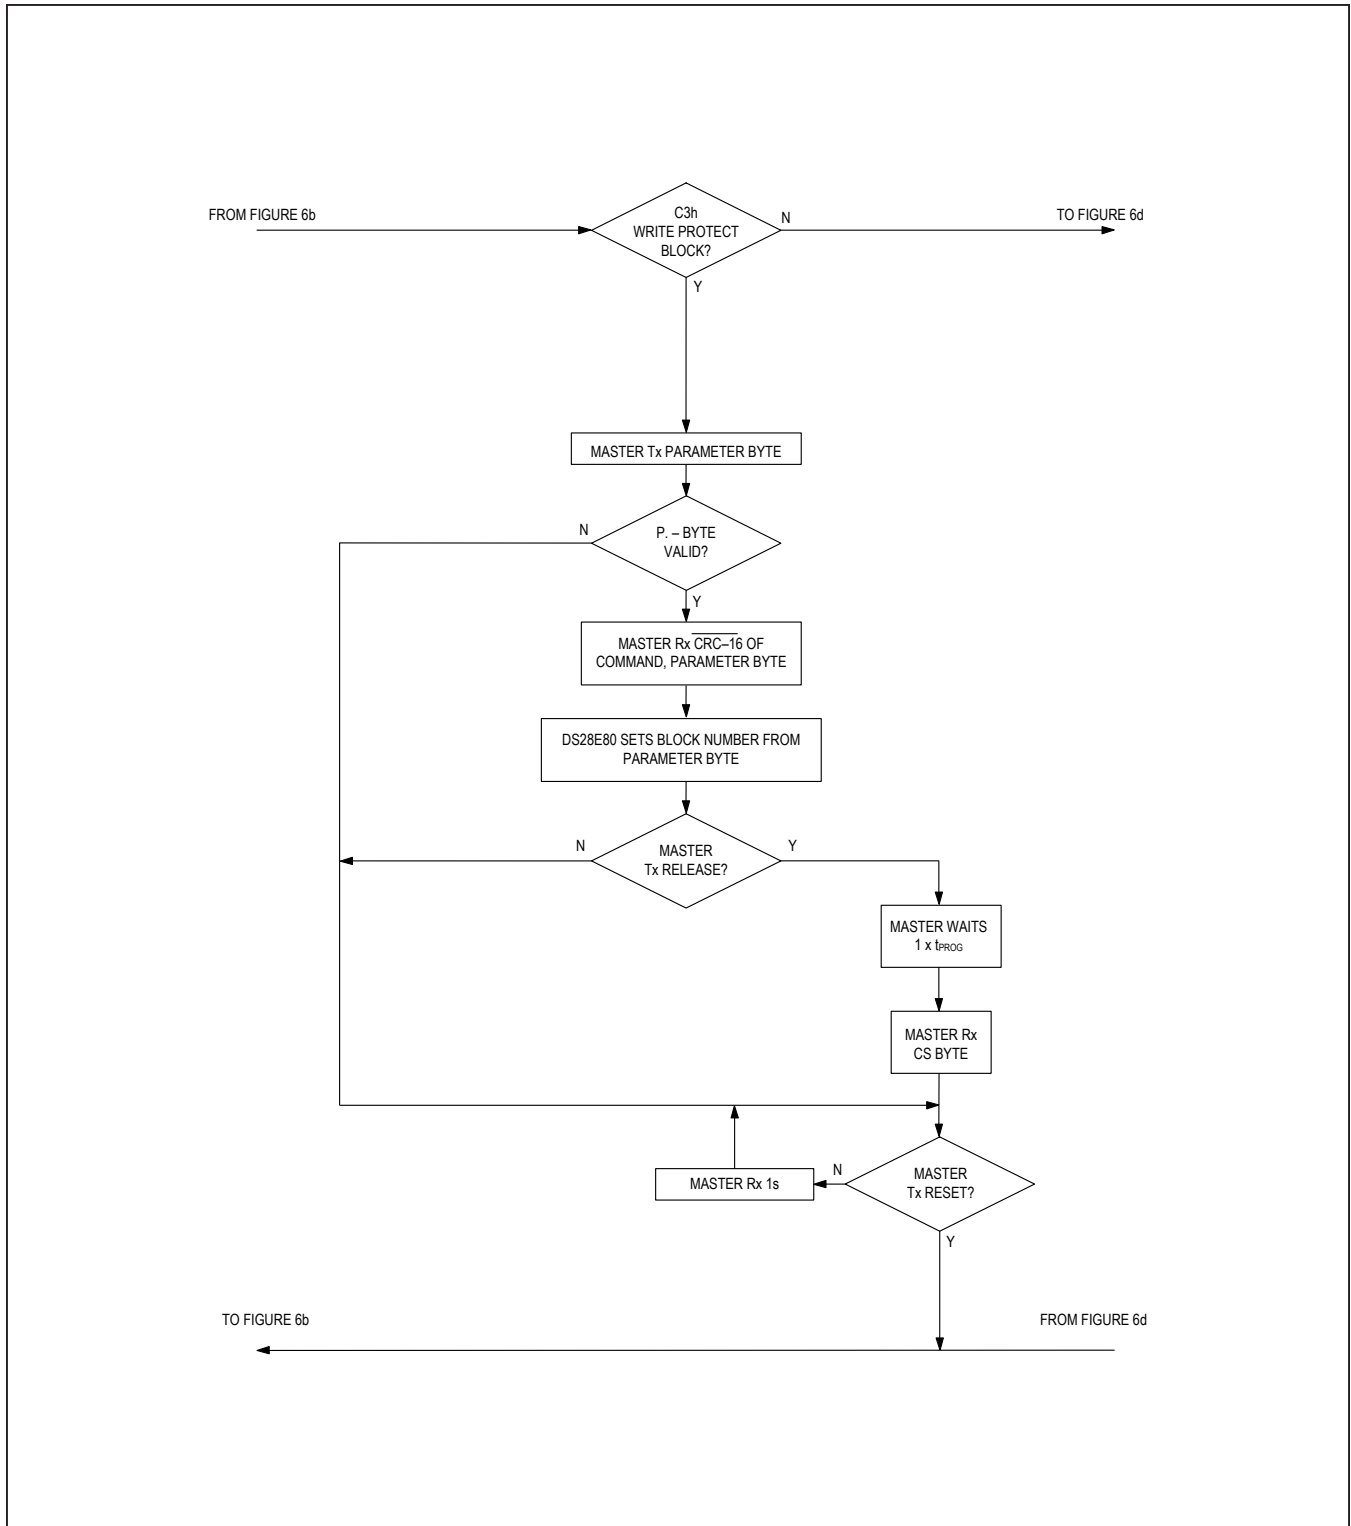 FROM FIGURE 6b
C3h
WRITE PROTECT
BLOCK?
N
TO FIGURE 6d
Y
MASTER Tx PARAMETER BYTE
N
P. – BYTE
VALID?
Y
MASTER Rx CRC–16 OF
COMMAND, PARAMETER BYTE
DS28E80 SETS BLOCK NUMBER FROM
PARAMETER BYTE
N
MASTER
Tx RELEASE?
Y
MASTER WAITS
1 x tPROG
MASTER Rx
CS BYTE
MASTER Rx 1s
N
MASTER
Tx RESET?
Y
TO FIGURE 6b
FROM FIGURE 6d